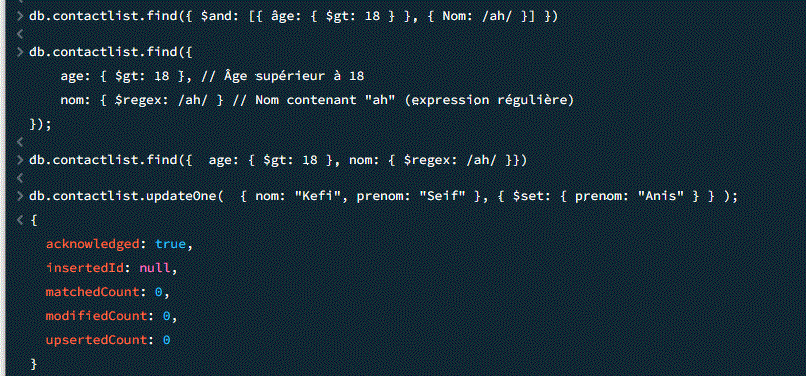 > db.contactlist.find({ $and: [{ âge: { $gt: 18 } }, { Nom: /ah/ }] })
<
> db.contactlist.find({
age: { $gt: 18 }, // Âge supérieur à 18
nom: { $regex: /ah/ } // Nom contenant "ah" (expression régulière)
});
<
> db.contactlist.find({  age: { $gt: 18 }, nom: { $regex: /ah/ }})
<
> db.contactlist.updateOne(  { nom: "Kefi", prenom: "Seif" }, { $set: { prenom: "Anis" } } );
< {
acknowledged: true,
insertedId: null,
matchedCount: 0,
modifiedCount: 0,
upsertedCount: 0
}